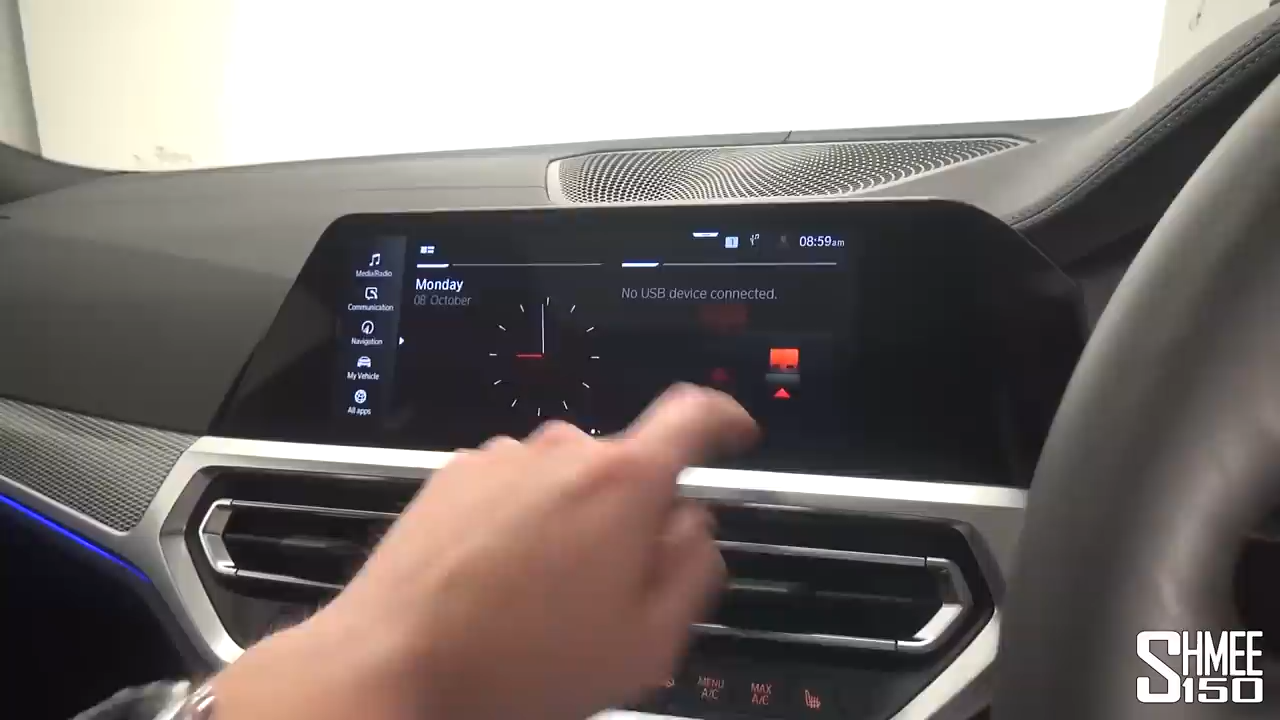 08:59am
Media/Radio
Communication
Navigation
My Vehicle
All apps
Monday
08 October
No USB device connected.
MENU
A/C
MAX
A/C
SHMEE
150